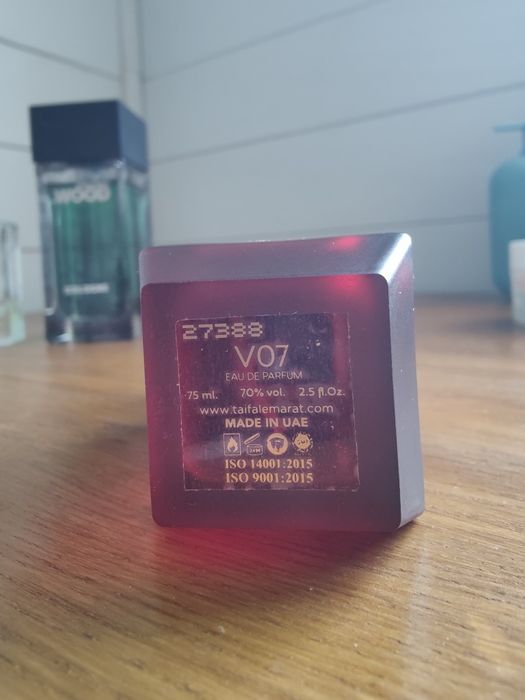 WOOD
27388
V07
EAU DE PARFUM
75 ml. 70% vol. 2.5 fl.Oz.
www.taifalemarat.com
MADE IN UAE
ISO 14001:2015
ISO 9001:2015